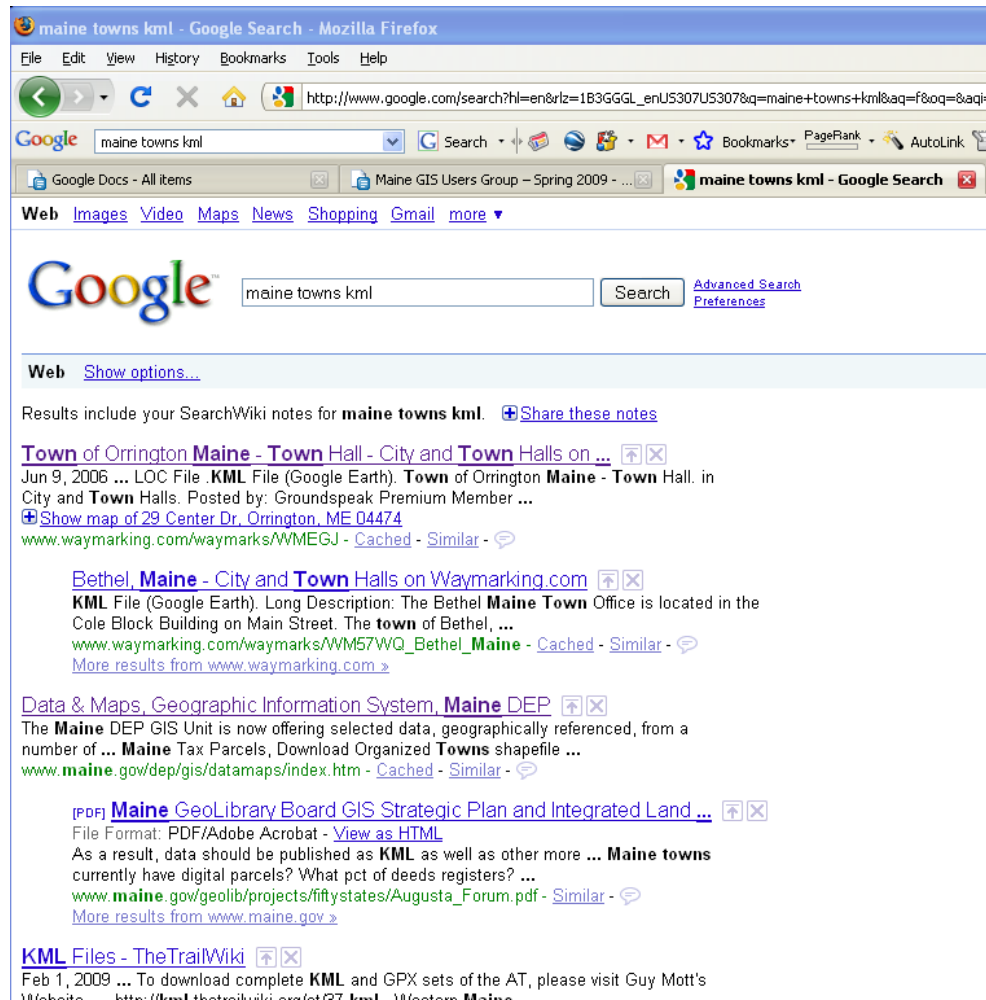 maine towns kml - Google Search - Mozilla Firefox
File Edit View History Bookmarks Tools Help
http://www.google.com/search?hl=en&rlz=1B3GGGL_enUS307US307&q=maine+towns+kml&aq=f&oq=&aqi=
Google maine towns kml G Search Bookmarks PageRank AutoLink
Google Docs - All items Maine GIS Users Group – Spring 2009 - ... maine towns kml - Google Search
Web Images Video Maps News Shopping Gmail more ▼
Google™ maine towns kml Search Advanced Search
Preferences
Web Show options...
Results include your SearchWiki notes for maine towns kml. Share these notes
Town of Orrington Maine - Town Hall - City and Town Halls on ...
Jun 9, 2006 ... LOC File .KML File (Google Earth). Town of Orrington Maine - Town Hall. in
City and Town Halls. Posted by: Groundspeak Premium Member ...
Show map of 29 Center Dr, Orrington, ME 04474
www.waymarking.com/waymarks/WMEGJ - Cached - Similar -
Bethel, Maine - City and Town Halls on Waymarking.com
KML File (Google Earth). Long Description: The Bethel Maine Town Office is located in the
Cole Block Building on Main Street. The town of Bethel, ...
www.waymarking.com/waymarks/WM57WQ_Bethel_Maine - Cached - Similar -
More results from www.waymarking.com »
Data & Maps, Geographic Information System, Maine DEP
The Maine DEP GIS Unit is now offering selected data, geographically referenced, from a
number of ... Maine Tax Parcels, Download Organized Towns shapefile ...
www.maine.gov/dep/gis/datamaps/index.htm - Cached - Similar -
[PDF] Maine GeoLibrary Board GIS Strategic Plan and Integrated Land ...
File Format: PDF/Adobe Acrobat - View as HTML
As a result, data should be published as KML as well as other more ... Maine towns
currently have digital parcels? What pct of deeds registers? ...
www.maine.gov/geolib/projects/fiftystates/Augusta_Forum.pdf - Similar -
More results from www.maine.gov »
KML Files - TheTrailWiki
Feb 1, 2009 ... To download complete KML and GPX sets of the AT, please visit Guy Mott's
Website ... http://kml.thetrailwiki.org/at/37.kml Western Maine